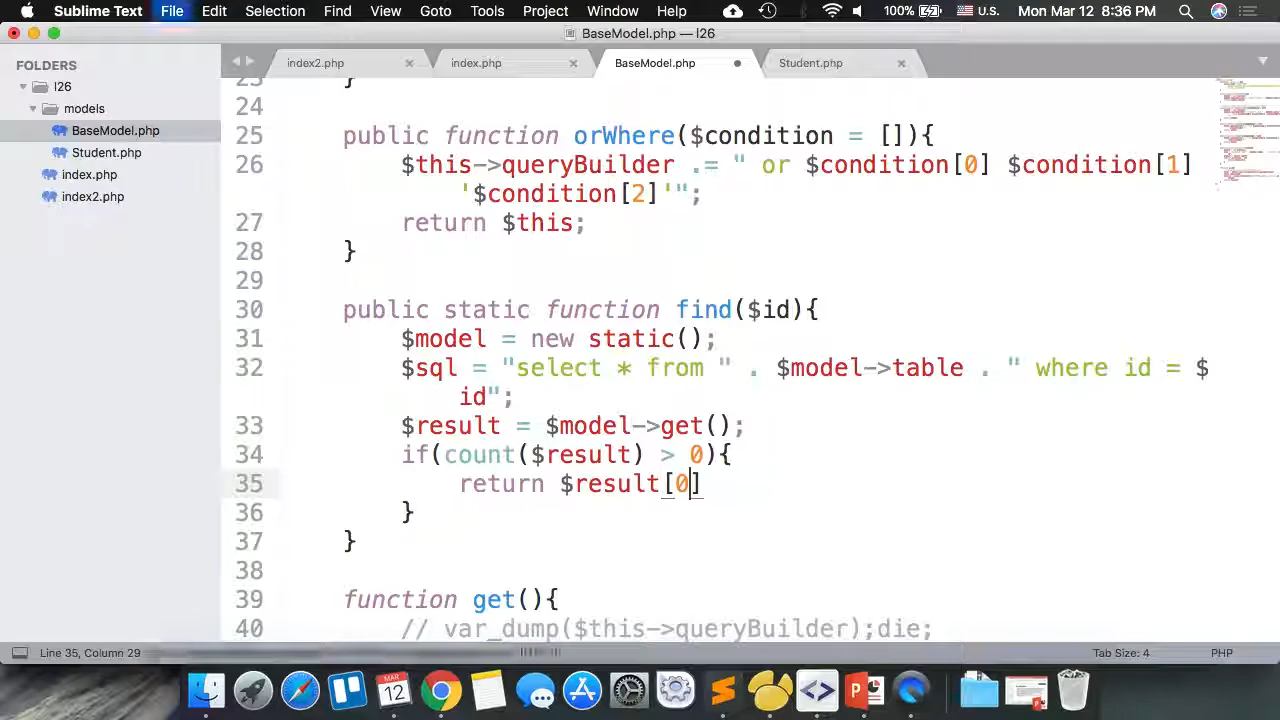 Sublime Text File Edit Selection Find View Goto Tools Project Window Help 100% U.S. Mon Mar 12 8:36 PM
BaseModel.php — l26
FOLDERS
l26
models
BaseModel.php
Student.php
index.php
index2.php
index2.php index.php BaseModel.php Student.php
23 }
24
25 public function orWhere($condition = []){
26 $this->queryBuilder .= " or $condition[0] $condition[1]
'$condition[2]'";
27 return $this;
28 }
29
30 public static function find($id){
31 $model = new static();
32 $sql = "select * from " . $model->table . " where id = $
id";
33 $result = $model->get();
34 if(count($result) > 0){
35 return $result[0]
36 }
37 }
38
39 function get(){
40 // var_dump($this->queryBuilder);die;
Line 35, Column 29 Tab Size: 4 PHP
MAR
12